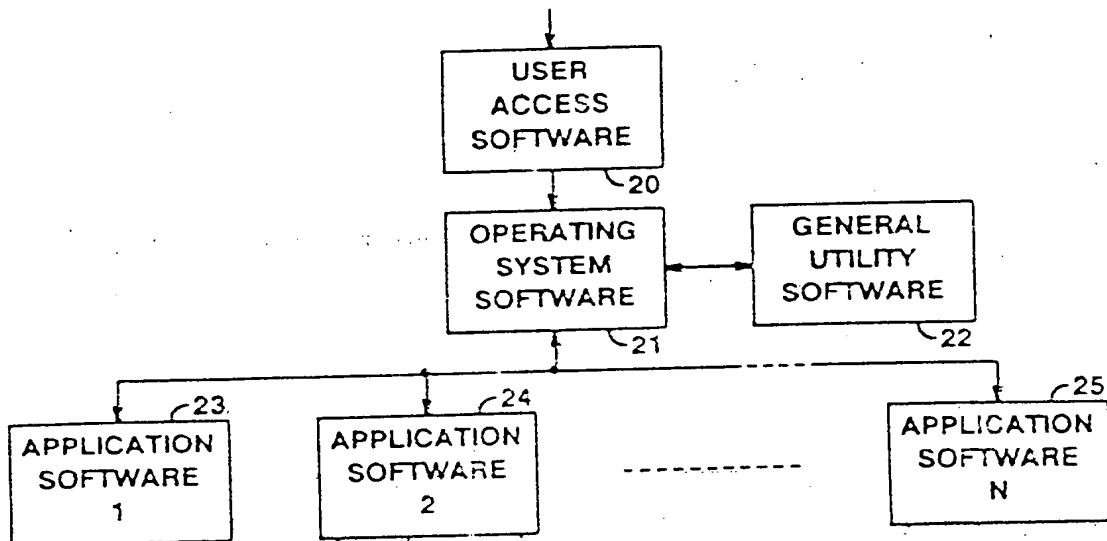 USER
ACCESS
SOFTWARE
20
OPERATING
SYSTEM
SOFTWARE
21
GENERAL
UTILITY
SOFTWARE
22
23
APPLICATION
SOFTWARE
1
24
APPLICATION
SOFTWARE
2
25
APPLICATION
SOFTWARE
N